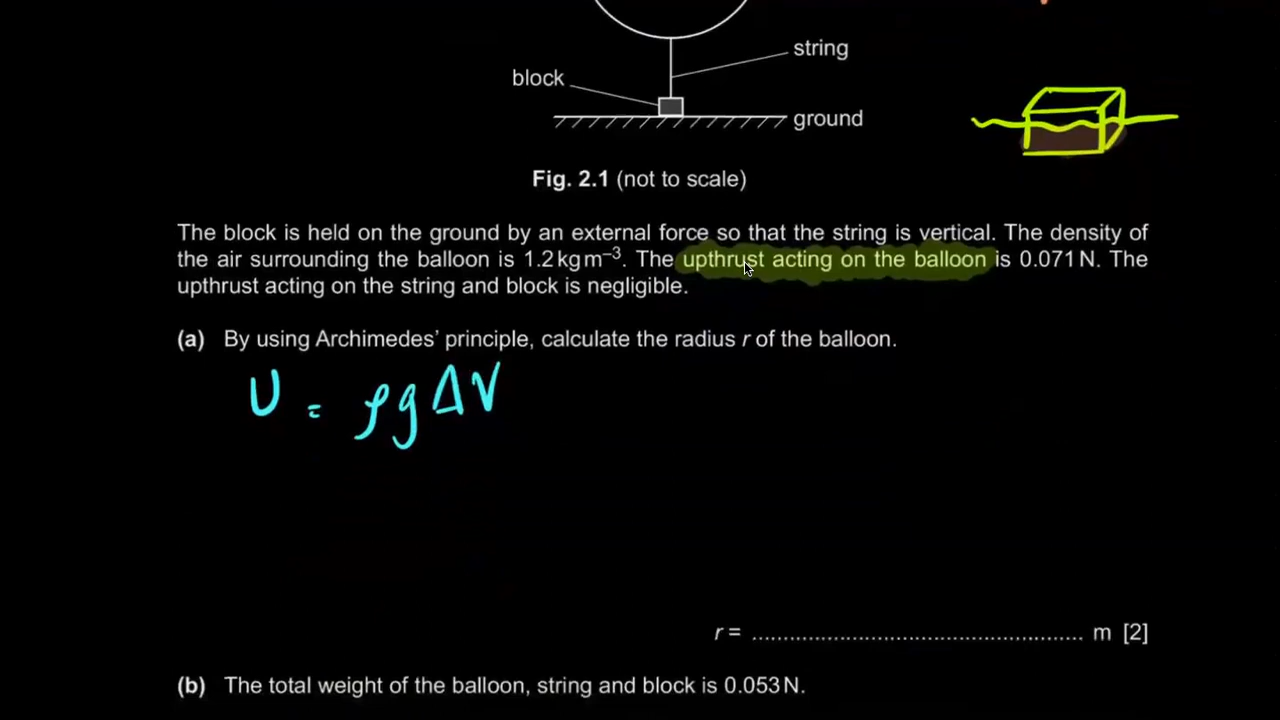 string
block
ground
Fig. 2.1 (not to scale)
The block is held on the ground by an external force so that the string is vertical. The density of
the air surrounding the balloon is 1.2 kg m⁻³. The upthrust acting on the balloon is 0.071 N. The
upthrust acting on the string and block is negligible.
(a) By using Archimedes’ principle, calculate the radius r of the balloon.
U = ρgΔV
r = .................................................. m [2]
(b) The total weight of the balloon, string and block is 0.053 N.